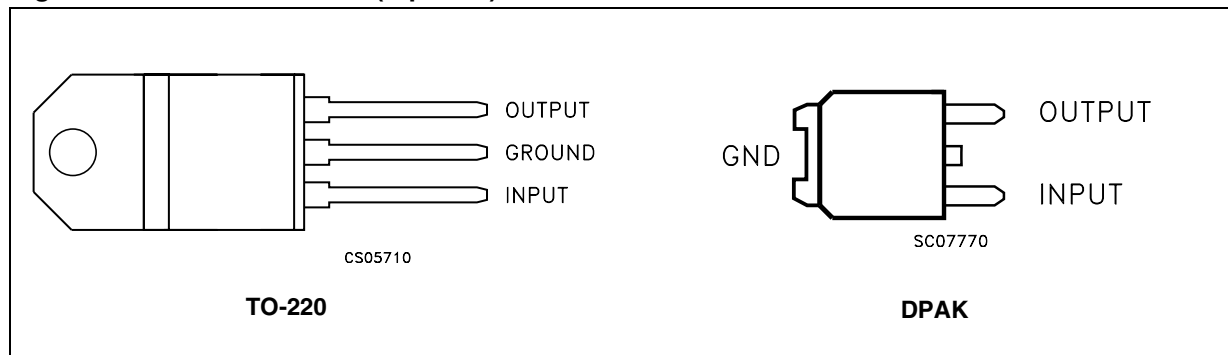 OUTPUT
GROUND
INPUT
CS05710
TO-220
GND
OUTPUT
INPUT
SC07770
DPAK